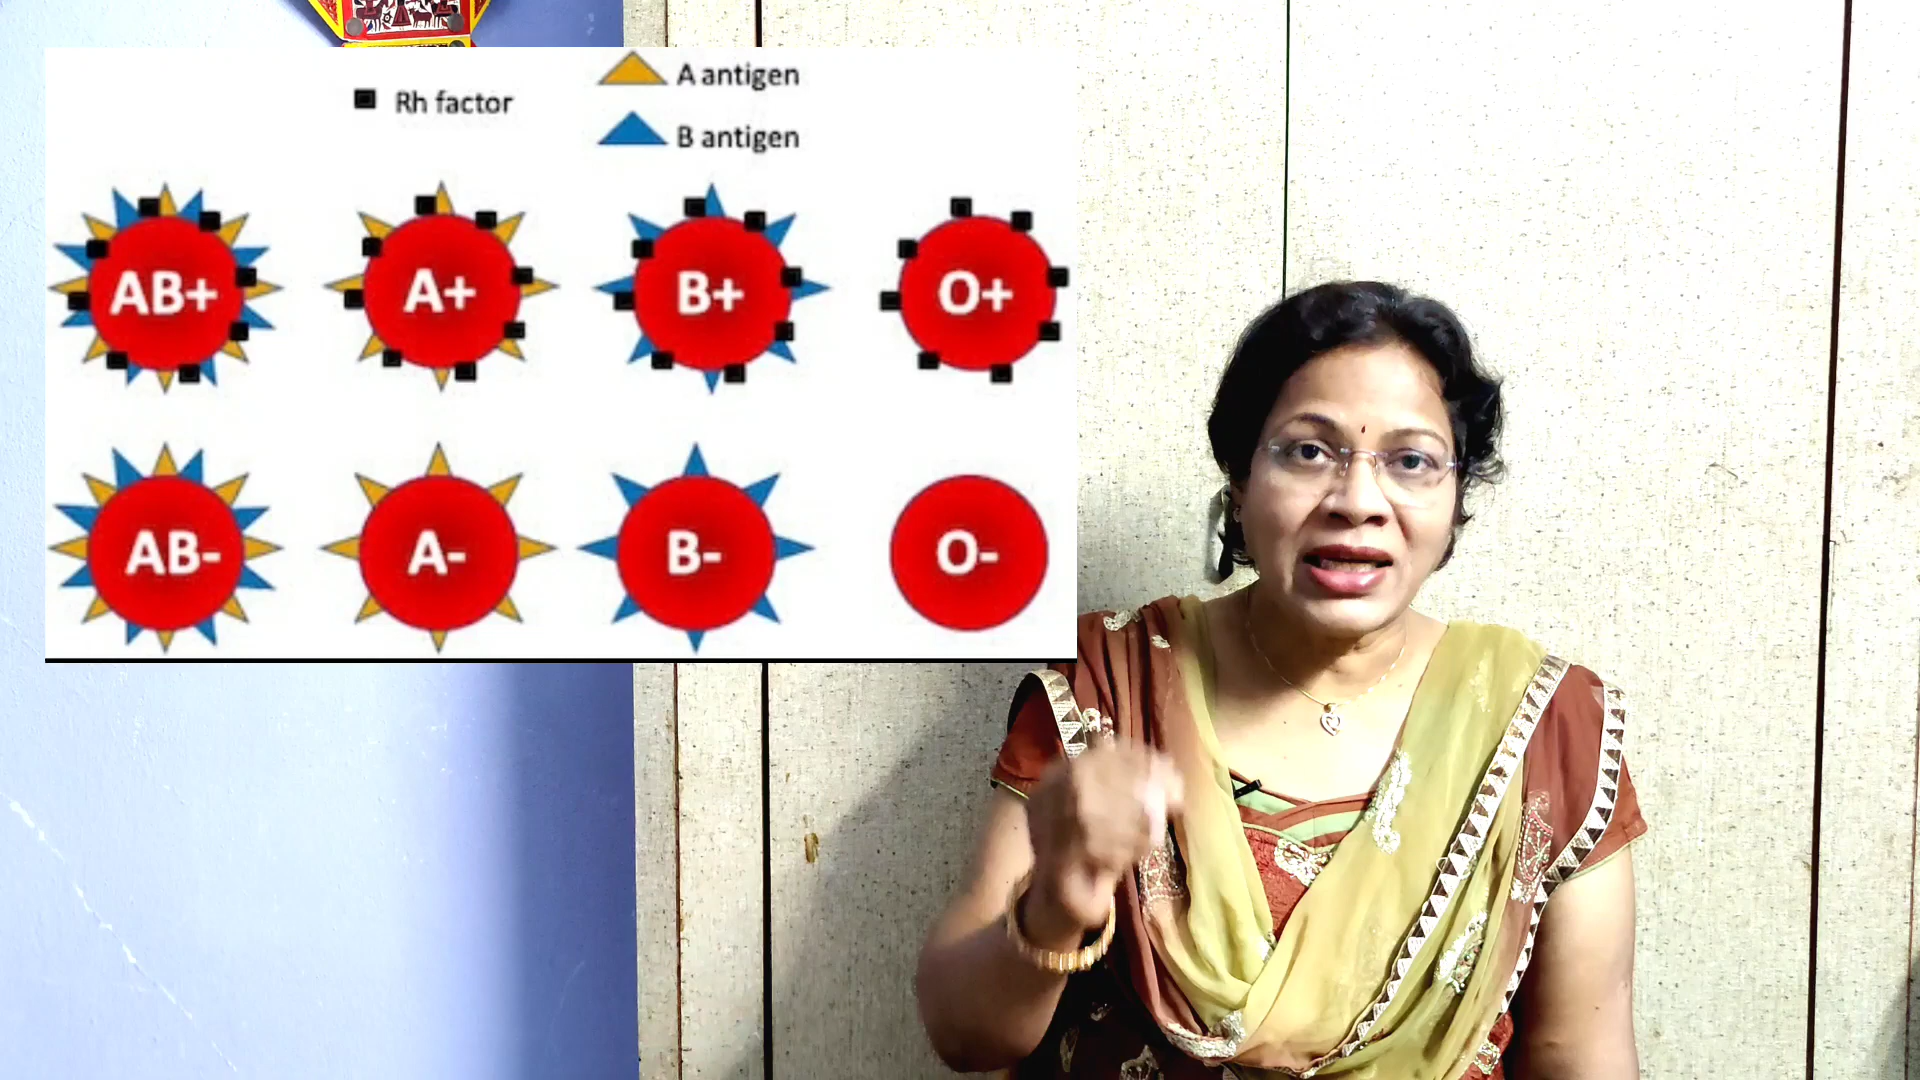 A antigen
Rh factor
B antigen
AB+
A+
B+
O+
AB-
A-
B-
O-